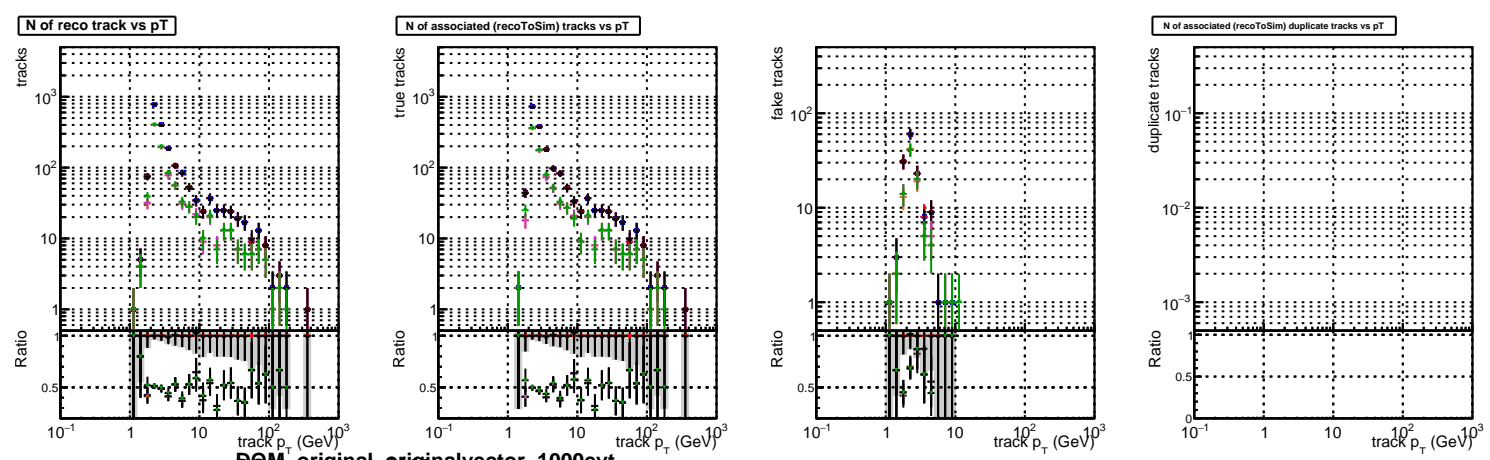 N of reco track vs pT
N of associated (recoToSim) tracks vs pT
N of associated (recoToSim) duplicate tracks vs pT
tracks
10³
10²
10
1
Ratio
1
0.5
10⁻¹ 1 10 10² 10³
track p_T (GeV)
true tracks
10³
10²
10
1
Ratio
1
0.5
10⁻¹ 1 10 10² 10³
track p_T (GeV)
fake tracks
10²
10
1
Ratio
1
0.5
10⁻¹ 1 10 10² 10³
track p_T (GeV)
duplicate tracks
10⁻¹
10⁻²
10⁻³
Ratio
1
0.5
0
10⁻¹ 1 10 10² 10³
track p_T (GeV)
1000evt